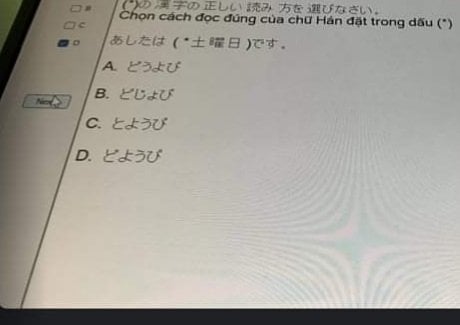 (*)の 漢字の 正しい 読み 方を 選びなさい。
Chọn cách đọc đúng của chữ Hán đặt trong dấu (*)
あしたは ( *土 曜 日 )です。
A. どうよび
B. どじょび
C. とようび
D. どようび
B
C
D
Next